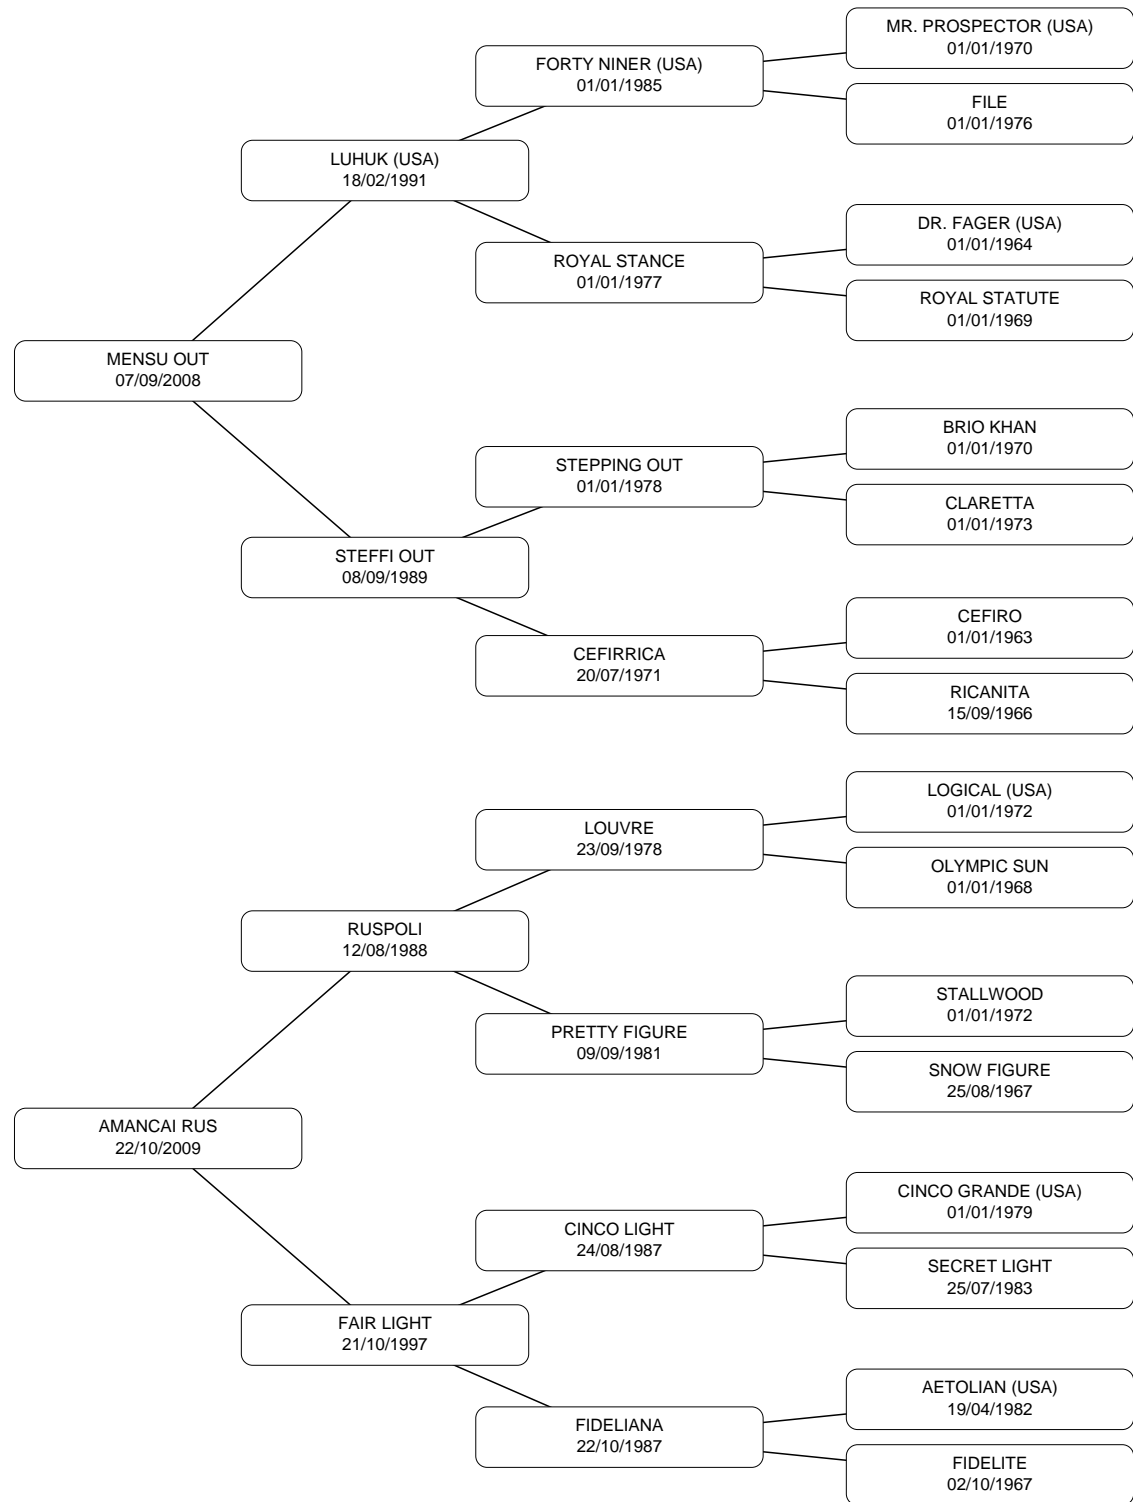 MR. PROSPECTOR (USA)
01/01/1970
FORTY NINER (USA)
01/01/1985
FILE
01/01/1976
LUHUK (USA)
18/02/1991
DR. FAGER (USA)
01/01/1964
ROYAL STANCE
01/01/1977
ROYAL STATUTE
01/01/1969
MENSU OUT
07/09/2008
BRIO KHAN
01/01/1970
STEPPING OUT
01/01/1978
CLARETTA
01/01/1973
STEFFI OUT
08/09/1989
CEFIRO
01/01/1963
CEFIRRICA
20/07/1971
RICANITA
15/09/1966
LOGICAL (USA)
01/01/1972
LOUVRE
23/09/1978
OLYMPIC SUN
01/01/1968
RUSPOLI
12/08/1988
STALLWOOD
01/01/1972
PRETTY FIGURE
09/09/1981
SNOW FIGURE
25/08/1967
AMANCAI RUS
22/10/2009
CINCO GRANDE (USA)
01/01/1979
CINCO LIGHT
24/08/1987
SECRET LIGHT
25/07/1983
FAIR LIGHT
21/10/1997
AETOLIAN (USA)
19/04/1982
FIDELIANA
22/10/1987
FIDELITE
02/10/1967